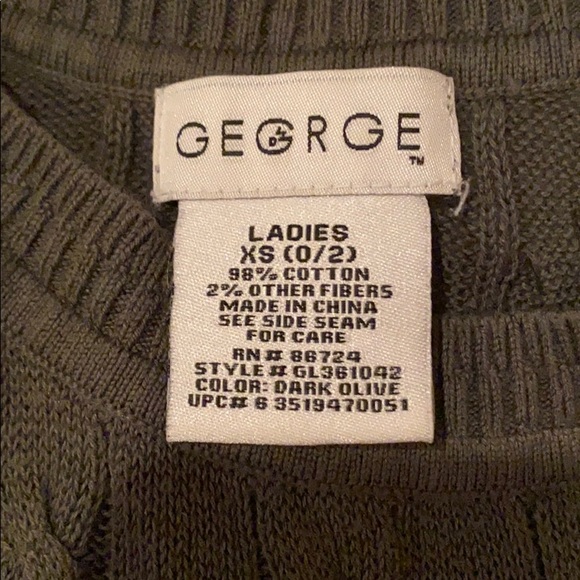 GEORGE
TM
LADIES
XS (0/2)
98% COTTON
2% OTHER FIBERS
MADE IN CHINA
SEE SIDE SEAM
FOR CARE
RN# 86724
STYLE# GL361042
COLOR: DARK OLIVE
UPC# 6 3519470051